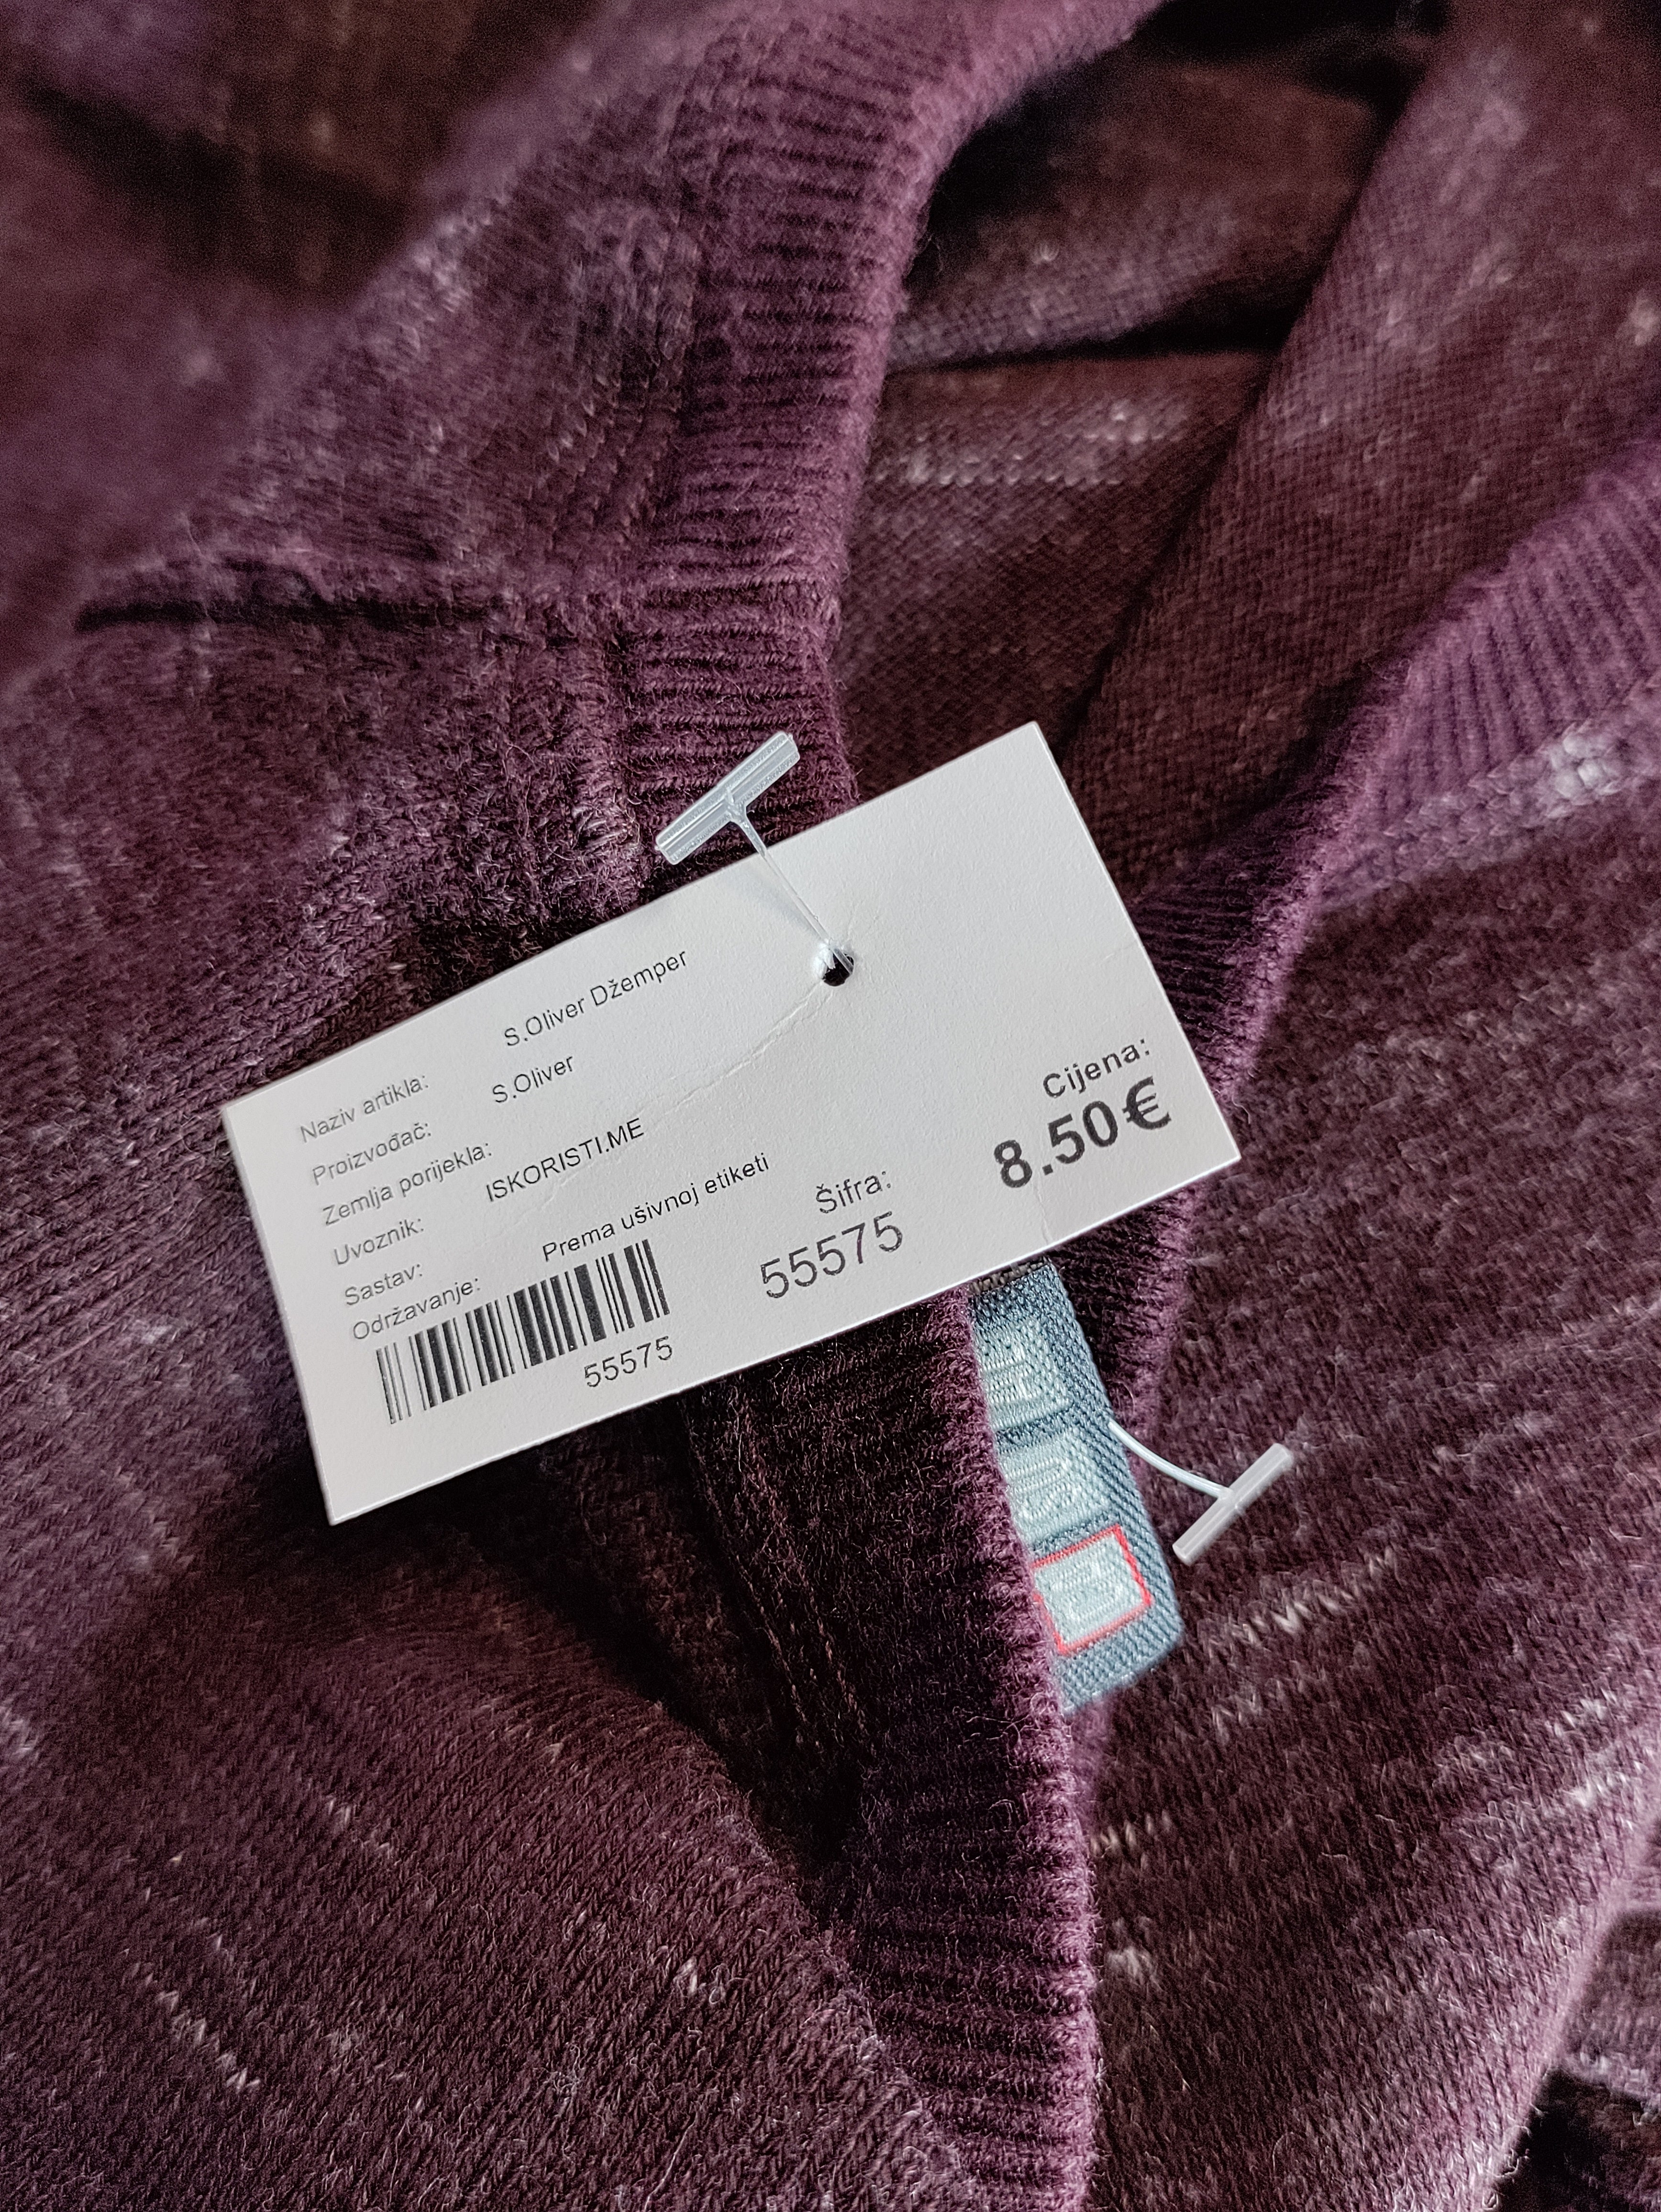 Naziv artikla: S.Oliver Džemper
Proizvođač: S.Oliver
Zemlja porijekla:
Uvoznik: ISKORISTI.ME
Sastav:
Održavanje: Prema ušivnoj etiketi
55575
Šifra:
55575
Cijena:
8.50€